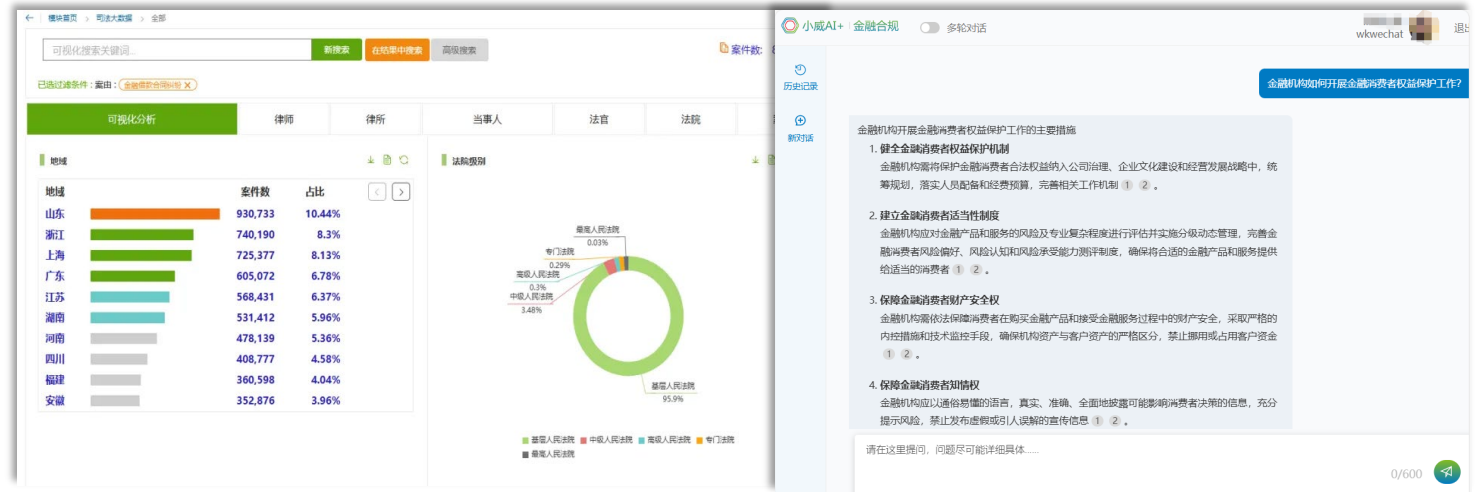 模块首页 > 司法大数据 > 全部
可视化搜索关键词...
新搜索
在结果中搜索
高级搜索
案件数:
已选过滤条件：案由： 金融借款合同纠纷 X
可视化分析
律师
律所
当事人
法官
法院
地域
地域 案件数 占比
山东 930,733 10.44%
浙江 740,190 8.3%
上海 725,377 8.13%
广东 605,072 6.78%
江苏 568,431 6.37%
湖南 531,412 5.96%
河南 478,139 5.36%
四川 408,777 4.58%
福建 360,598 4.04%
安徽 352,876 3.96%
法院级别
最高人民法院
0.03%
专门法院
0.29%
高级人民法院
0.3%
中级人民法院
3.48%
基层人民法院
95.9%
基层人民法院 中级人民法院 高级人民法院 专门法院
最高人民法院
小威AI+ 金融合规 多轮对话
wkwechat
历史记录
新对话
金融机构如何开展金融消费者权益保护工作?
金融机构开展金融消费者权益保护工作的主要措施
1. 健全金融消费者权益保护机制
金融机构需将保护金融消费者合法权益纳入公司治理、企业文化建设和经营发展战略中，统
筹规划，落实人员配备和经费预算，完善相关工作机制 1 2 。
2. 建立金融消费者适当性制度
金融机构应对金融产品和服务的风险及专业复杂程度进行评估并实施分级动态管理，完善金
融消费者风险偏好、风险认知和风险承受能力测评制度，确保将合适的金融产品和服务提供
给适当的消费者 1 2 。
3. 保障金融消费者财产安全权
金融机构需依法保障消费者在购买金融产品和接受金融服务过程中的财产安全，采取严格的
内控措施和技术监控手段，确保机构资产与客户资产的严格区分，禁止挪用或占用客户资金
1 2 。
4. 保障金融消费者知情权
金融机构应以通俗易懂的语言，真实、准确、全面地披露可能影响消费者决策的信息，充分
提示风险，禁止发布虚假或引人误解的宣传信息 1 2 。
请在这里提问，问题尽可能详细具体......
0/600